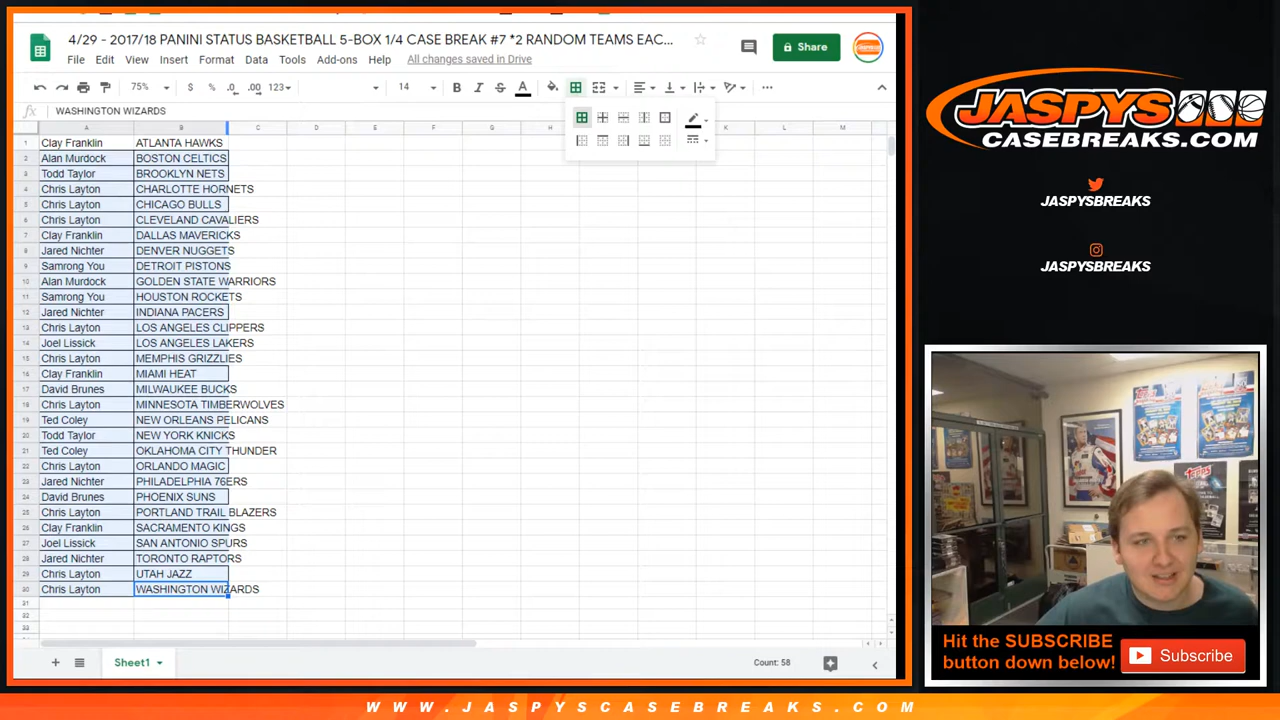 4/29 - 2017/18 PANINI STATUS BASKETBALL 5-BOX 1/4 CASE BREAK #7 *2 RANDOM TEAMS EAC...
Share
File Edit View Insert Format Data Tools Add-ons Help All changes saved in Drive
75% $ % .0 .00 123 14 B I S A
fx WASHINGTON WIZARDS
A B C D E F G H K L M
1 Clay Franklin ATLANTA HAWKS
2 Alan Murdock BOSTON CELTICS
3 Todd Taylor BROOKLYN NETS
4 Chris Layton CHARLOTTE HORNETS
5 Chris Layton CHICAGO BULLS
6 Chris Layton CLEVELAND CAVALIERS
7 Clay Franklin DALLAS MAVERICKS
8 Jared Nichter DENVER NUGGETS
9 Samrong You DETROIT PISTONS
10 Alan Murdock GOLDEN STATE WARRIORS
11 Samrong You HOUSTON ROCKETS
12 Jared Nichter INDIANA PACERS
13 Chris Layton LOS ANGELES CLIPPERS
14 Joel Lissick LOS ANGELES LAKERS
15 Chris Layton MEMPHIS GRIZZLIES
16 Clay Franklin MIAMI HEAT
17 David Brunes MILWAUKEE BUCKS
18 Chris Layton MINNESOTA TIMBERWOLVES
19 Ted Coley NEW ORLEANS PELICANS
20 Todd Taylor NEW YORK KNICKS
21 Ted Coley OKLAHOMA CITY THUNDER
22 Chris Layton ORLANDO MAGIC
23 Jared Nichter PHILADELPHIA 76ERS
24 David Brunes PHOENIX SUNS
25 Chris Layton PORTLAND TRAIL BLAZERS
26 Clay Franklin SACRAMENTO KINGS
27 Joel Lissick SAN ANTONIO SPURS
28 Jared Nichter TORONTO RAPTORS
29 Chris Layton UTAH JAZZ
30 Chris Layton WASHINGTON WIZARDS
31
32
33
Sheet1
Count: 58
JASPYS
CASEBREAKS.COM
JASPYSBREAKS
JASPYSBREAKS
Topps
Hit the SUBSCRIBE
button down below!
Subscribe
WWW.JASPYSCASEBREAKS.COM